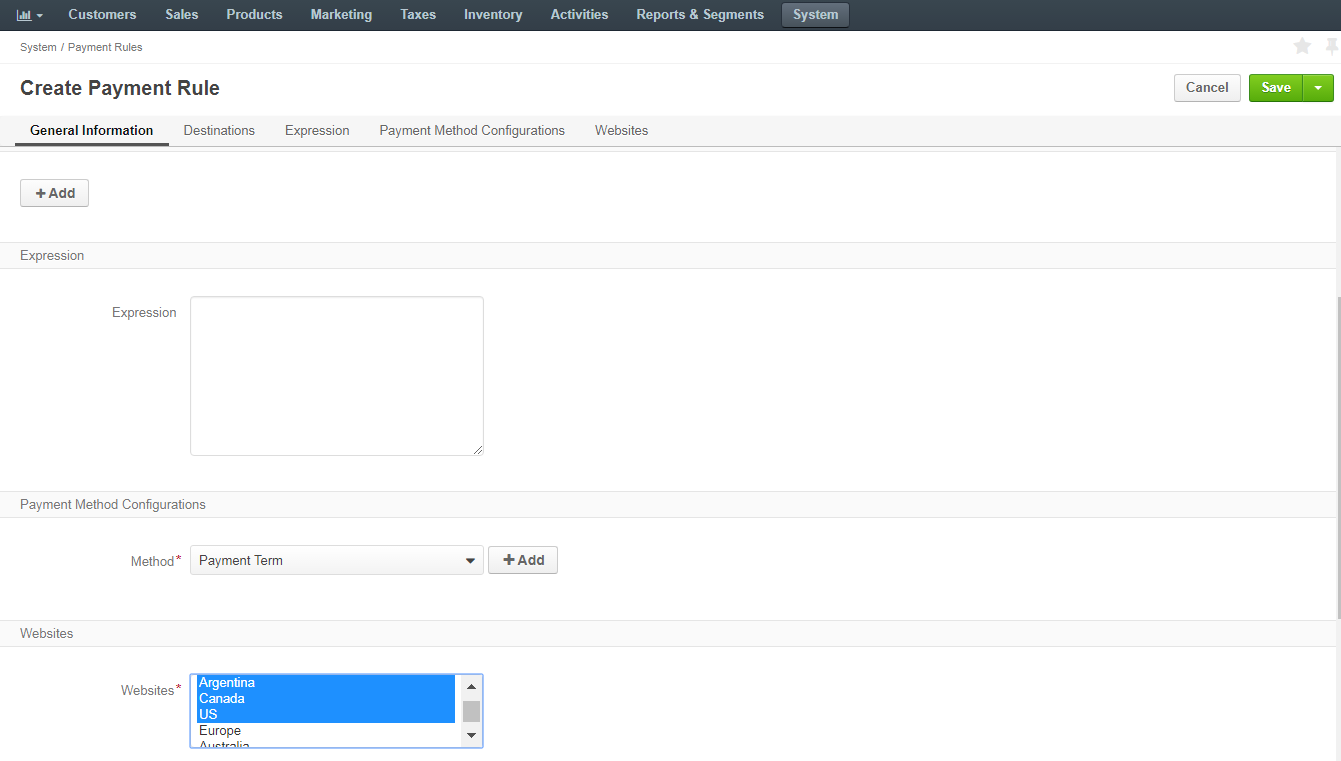 Customers Sales Products Marketing Taxes Inventory Activities Reports & Segments System
System / Payment Rules
Create Payment Rule
Cancel Save
General Information Destinations Expression Payment Method Configurations Websites
+ Add
Expression
Expression
Payment Method Configurations
Method* Payment Term + Add
Websites
Websites* Argentina
Canada
US
Europe
Australia